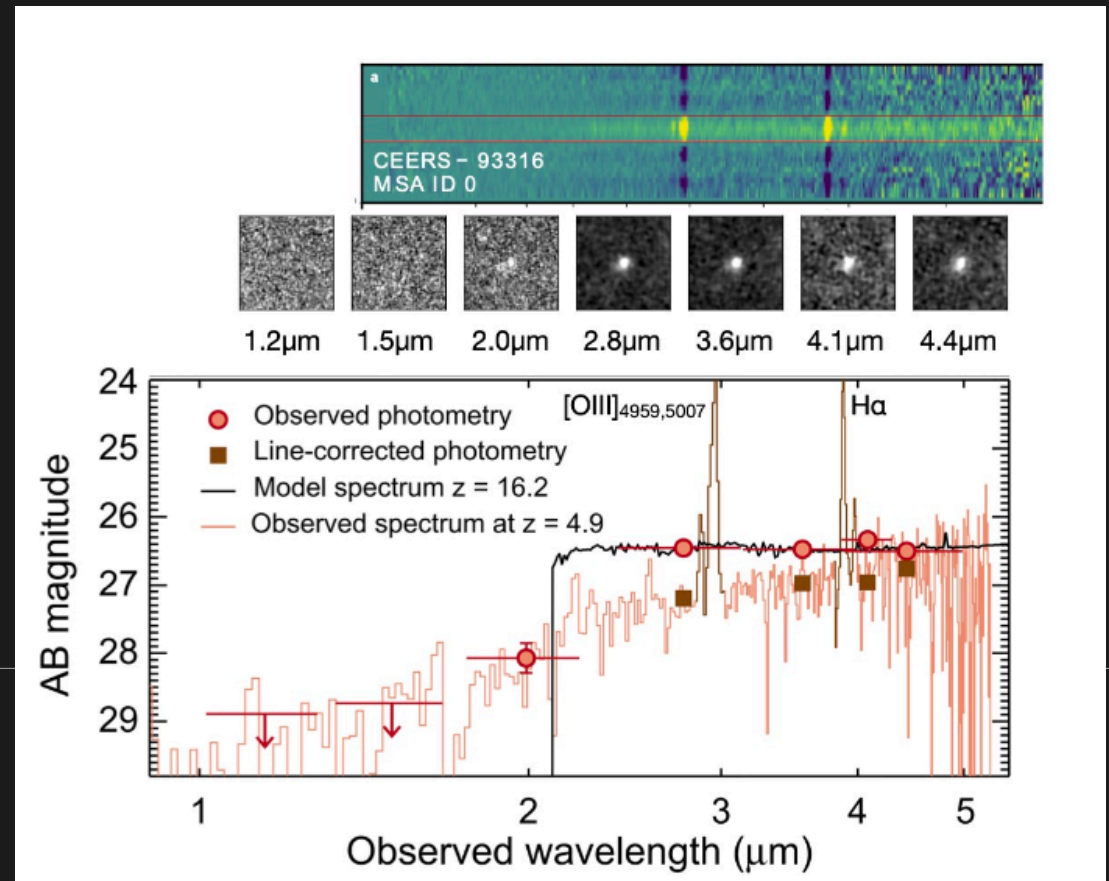 a
CEERS – 93316
MSA ID 0
1.2μm 1.5μm 2.0μm 2.8μm 3.6μm 4.1μm 4.4μm
24
25
26
27
28
29
AB magnitude
Observed photometry
Line-corrected photometry
Model spectrum z = 16.2
Observed spectrum at z = 4.9
[OIII]4959,5007
Hα
1 2 3 4 5
Observed wavelength (μm)